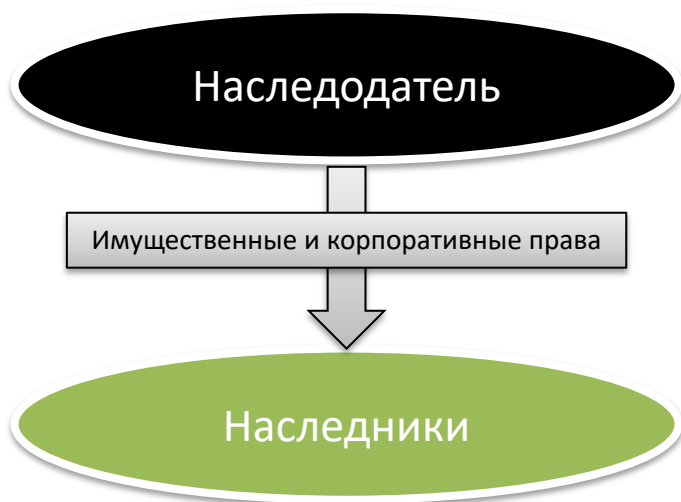 Наследодатель
Имущественные и корпоративные права
Наследники